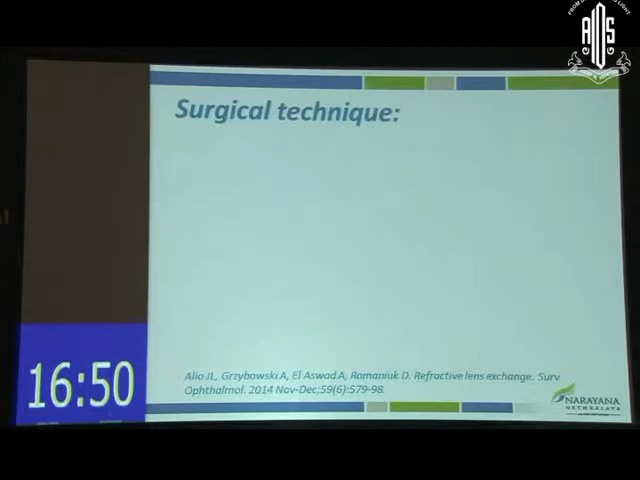 AIOS
Surgical technique:
16:50
Alio JL, Grzybowski A, El Aswad A, Romaniuk D. Refractive lens exchange. Surv
Ophthalmol. 2014 Nov-Dec;59(6):579-98.
NARAYANA
NETHRALAYA